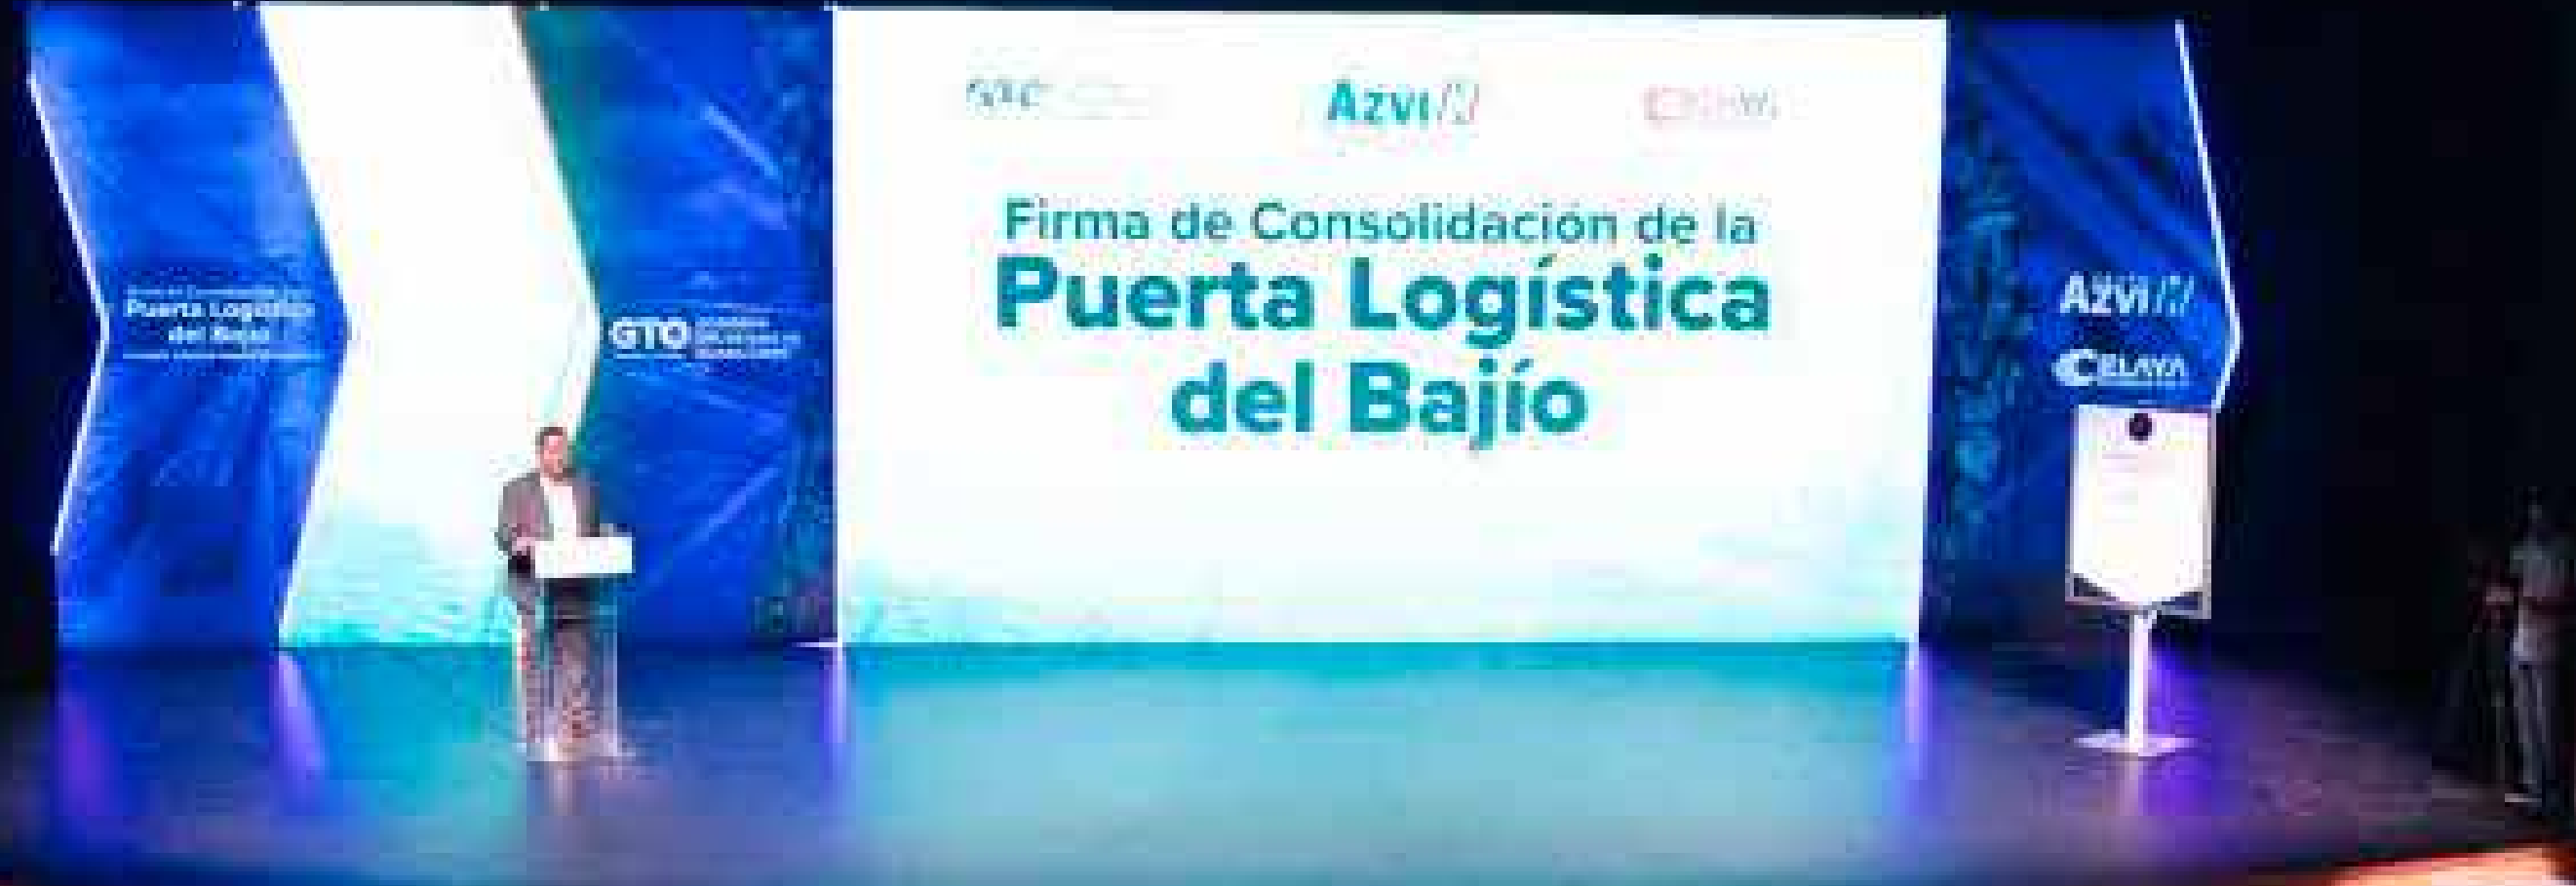 AZVI
Firma de Consolidación de la
Puerta Logística
del Bajío
Puerta Logística
del Bajío
GTO
AZVI
CELAYA